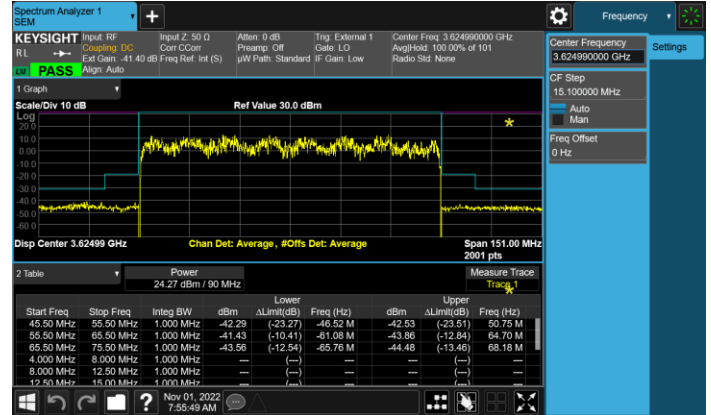 Spectrum Analyzer 1
SEM
Frequency
KEYSIGHT
RL
LU PASS
Input: RF
Coupling: DC
Ext Gain: -41.40 dB
Align: Auto
Input Z: 50 Ω
Corr CCorr
Freq Ref: Int (S)
Atten: 0 dB
Preamp: Off
µW Path: Standard
Trig: External 1
Gate: LO
IF Gain: Low
Center Freq: 3.624990000 GHz
Avg|Hold: 100.00% of 101
Radio Std: None
Center Frequency
3.624990000 GHz
Settings
CF Step
15.100000 MHz
Auto
Man
Freq Offset
0 Hz
1 Graph
Scale/Div 10 dB
Ref Value 30.0 dBm
Log
20.0
10.0
0.00
-10.0
-20.0
-30.0
-40.0
-50.0
-60.0
Disp Center 3.62499 GHz
Chan Det: Average, #Offs Det: Average
Span 151.00 MHz
2001 pts
2 Table
Power
24.27 dBm / 90 MHz
Measure Trace
Trace 1
Lower Upper
Start Freq Stop Freq Integ BW dBm ΔLimit(dB) Freq (Hz) dBm ΔLimit(dB) Freq (Hz)
45.50 MHz 55.50 MHz 1.000 MHz -42.29 (-23.27) -46.52 M -42.53 (-23.51) 50.75 M
55.50 MHz 65.50 MHz 1.000 MHz -41.43 (-10.41) -61.08 M -43.86 (-12.84) 64.70 M
65.50 MHz 75.50 MHz 1.000 MHz -43.56 (-12.54) -65.76 M -44.48 (-13.46) 68.18 M
4.000 MHz 8.000 MHz 1.000 MHz --- (---) --- --- (---) ---
8.000 MHz 12.50 MHz 1.000 MHz --- (---) --- --- (---) ---
12.50 MHz 15.00 MHz 1.000 MHz --- (---) --- --- (---) ---
Nov 01, 2022
7:55:49 AM